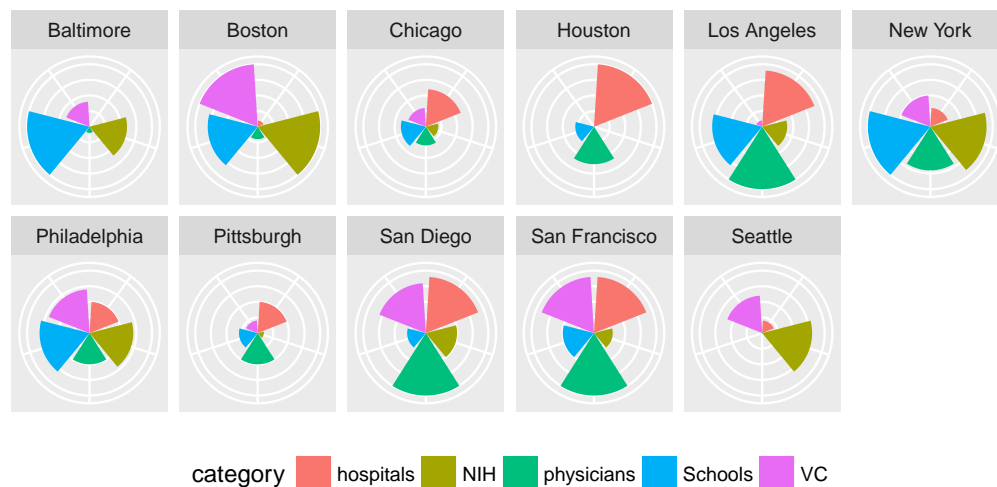 Baltimore Boston Chicago Houston Los Angeles New York
Philadelphia Pittsburgh San Diego San Francisco Seattle
category hospitals NIH physicians Schools VC